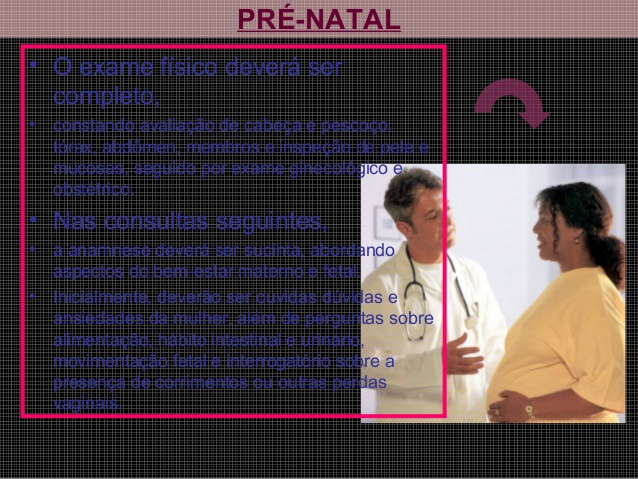 PRÉ-NATAL
• O exame físico deverá ser
completo,
• constando avaliação de cabeça e pescoço,
tórax, abdômen, membros e inspeção de pele e
mucosas, seguido por exame ginecológico e
obstétrico.
• Nas consultas seguintes,
• a anamnese deverá ser sucinta, abordando
aspectos do bem-estar materno e fetal.
• Inicialmente, deverão ser ouvidas dúvidas e
ansiedades da mulher, além de perguntas sobre
alimentação, hábito intestinal e urinário,
movimentação fetal e interrogatório sobre a
presença de corrimentos ou outras perdas
vaginais.